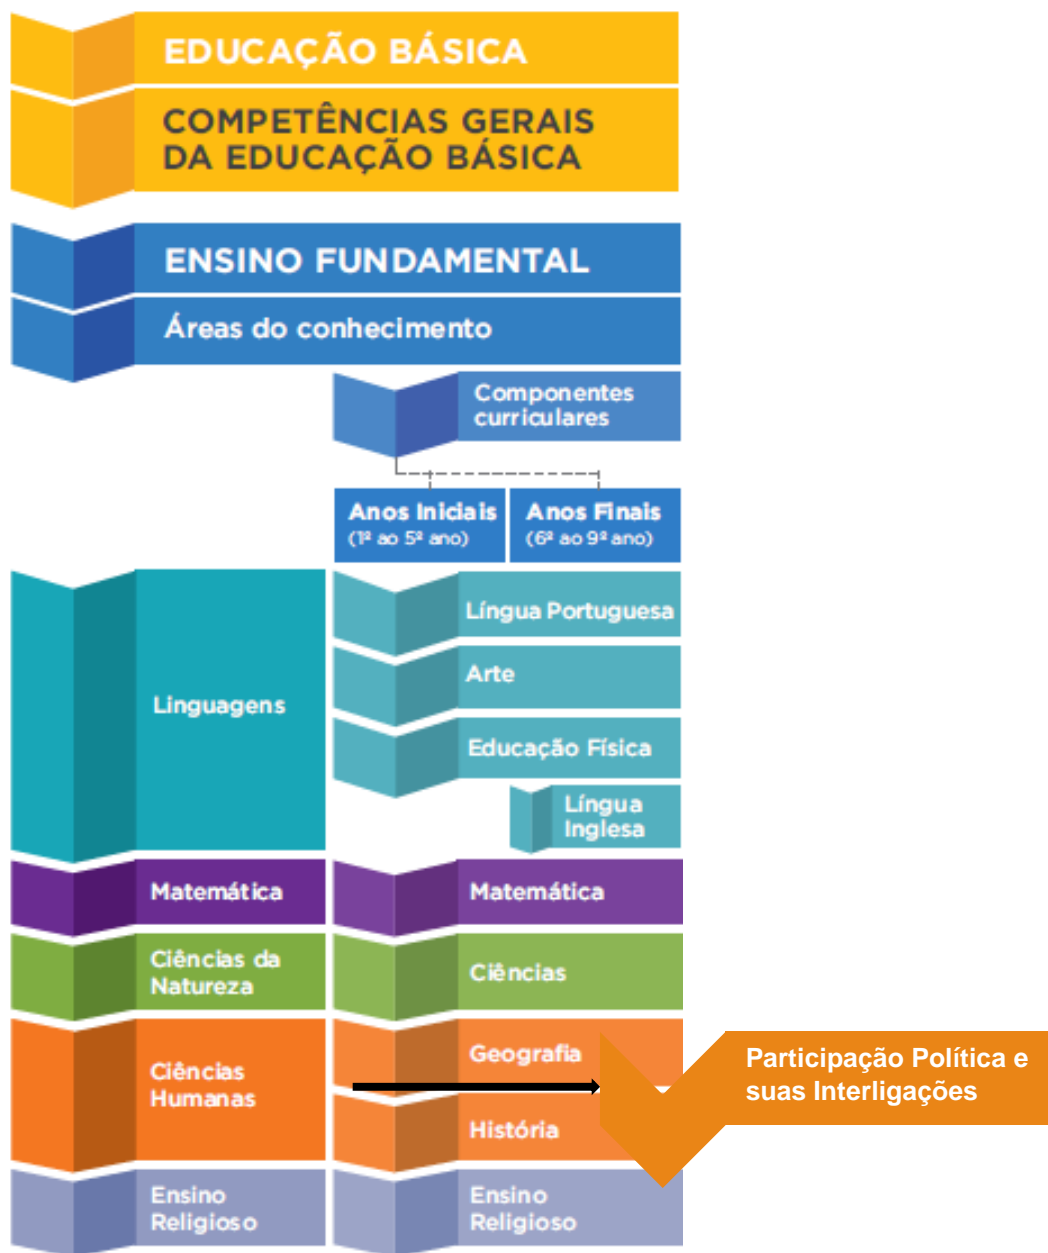 EDUCAÇÃO BÁSICA
COMPETÊNCIAS GERAIS
DA EDUCAÇÃO BÁSICA
ENSINO FUNDAMENTAL
Áreas do conhecimento
Componentes
curriculares
Anos Iniciais
(1º ao 5º ano)
Anos Finais
(6º ao 9º ano)
Linguagens
Língua Portuguesa
Arte
Educação Física
Língua
Inglesa
Matemática
Matemática
Ciências da
Natureza
Ciências
Ciências
Humanas
Geografia
História
Participação Política e
suas Interligações
Ensino
Religioso
Ensino
Religioso